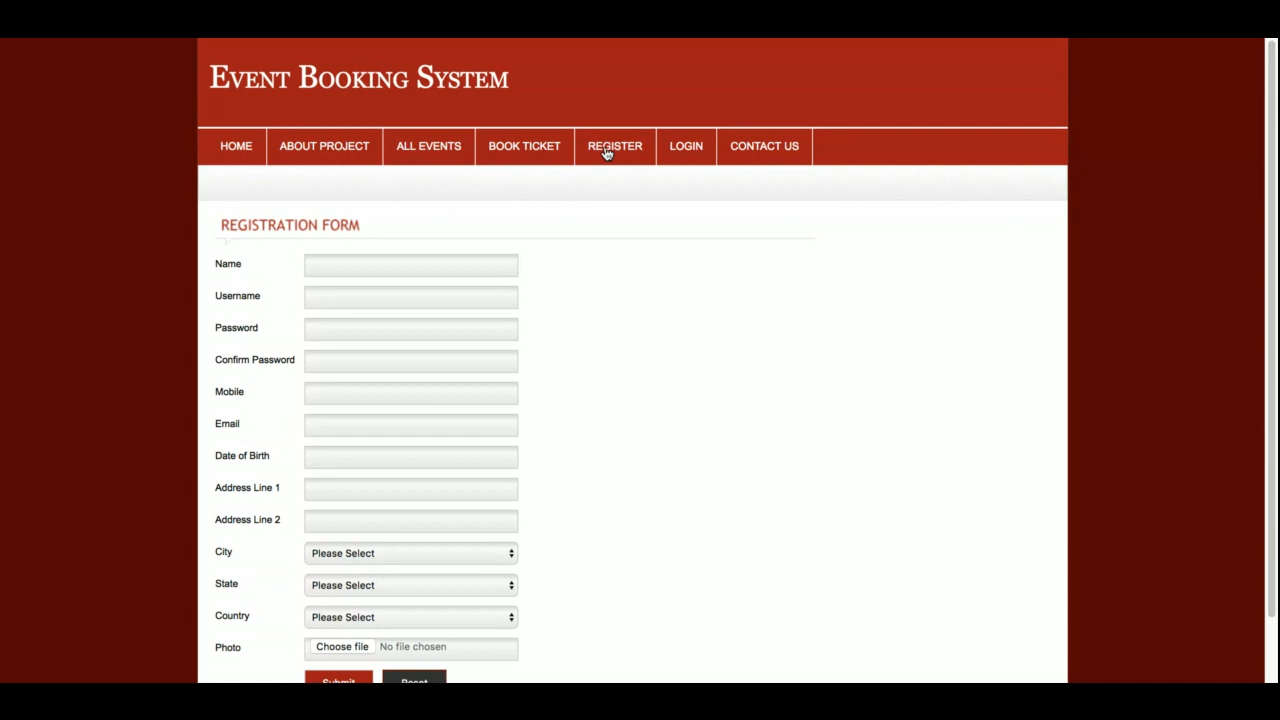 EVENT BOOKING SYSTEM
HOME ABOUT PROJECT ALL EVENTS BOOK TICKET REGISTER LOGIN CONTACT US
REGISTRATION FORM
Name
Username
Password
Confirm Password
Mobile
Email
Date of Birth
Address Line 1
Address Line 2
City Please Select
State Please Select
Country Please Select
Photo Choose file No file chosen
Submit Reset